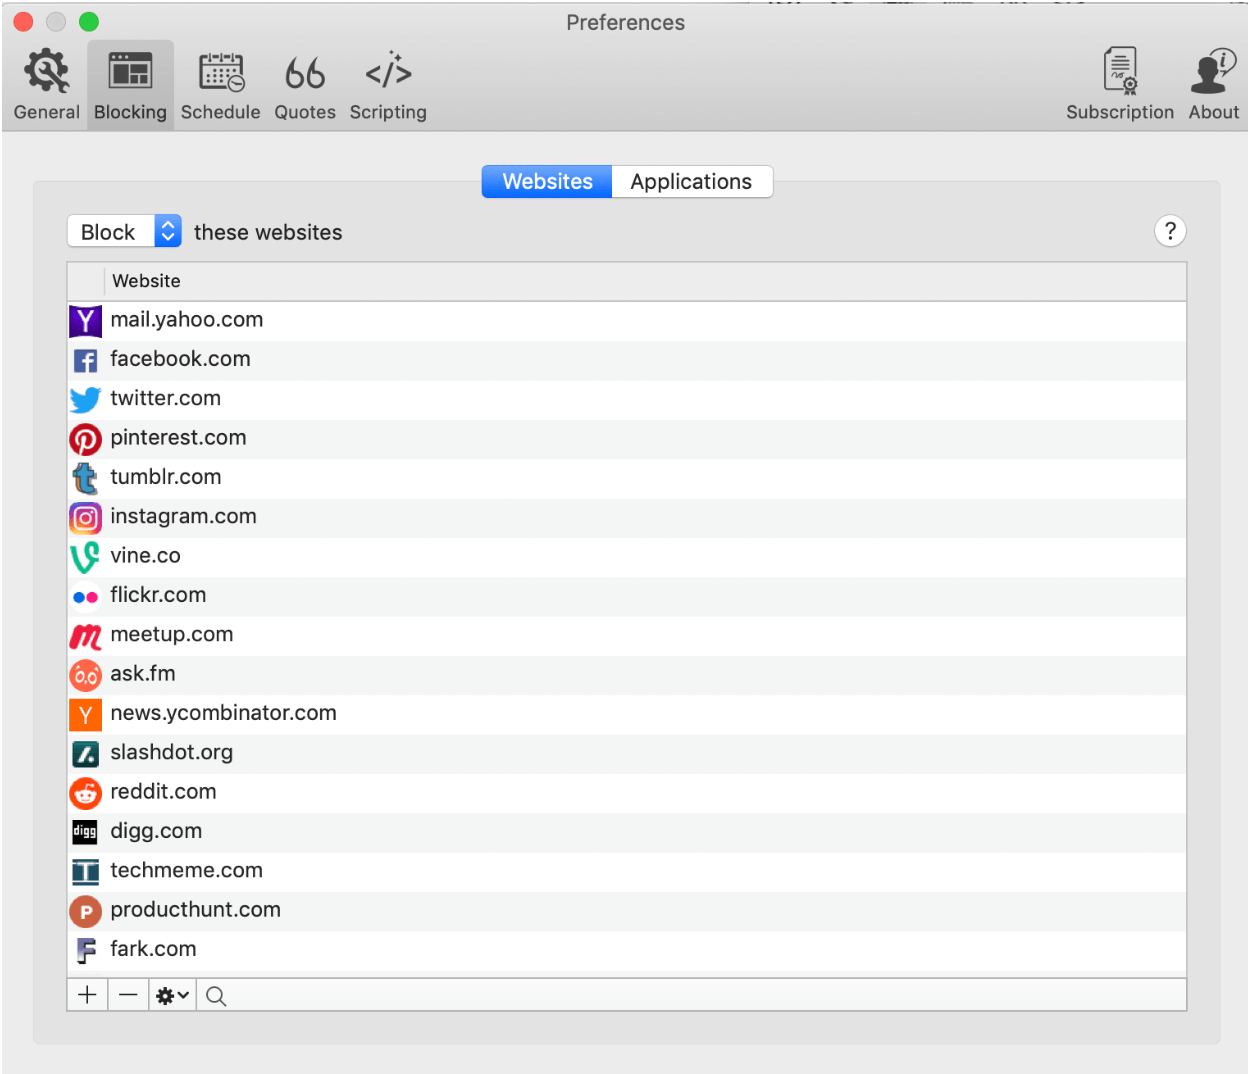 Preferences
General Blocking Schedule Quotes Scripting Subscription About
Websites Applications
Block these websites ?
Website
mail.yahoo.com
facebook.com
twitter.com
pinterest.com
tumblr.com
instagram.com
vine.co
flickr.com
meetup.com
ask.fm
news.ycombinator.com
slashdot.org
reddit.com
digg digg.com
techmeme.com
producthunt.com
fark.com